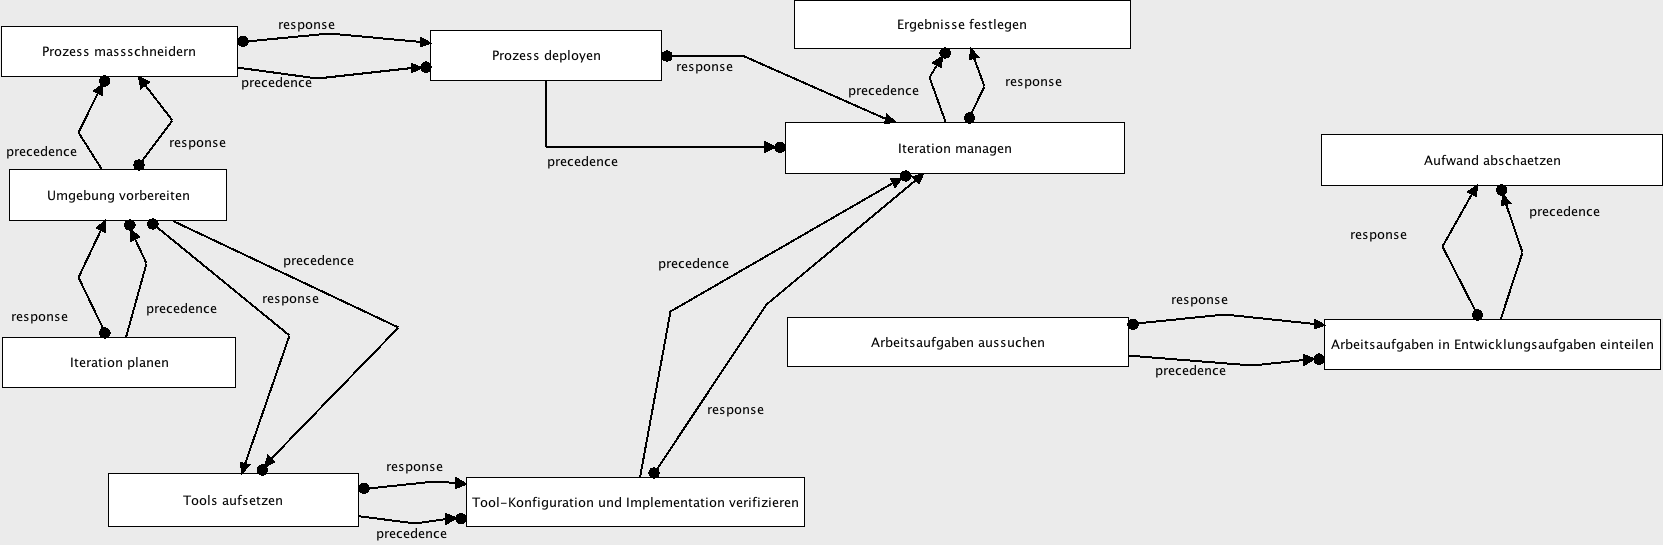 Ergebnisse festlegen
response
Prozess massschneidern
Prozess deployen
response
precedence
precedence
response
precedence
response
Iteration managen
precedence
response
Aufwand abschaetzen
Umgebung vorbereiten
precedence
response
precedence
precedence
response
response
precedence
response
Iteration planen
Arbeitsaufgaben aussuchen
Arbeitsaufgaben in Entwicklungsaufgaben einteilen
precedence
response
response
Tools aufsetzen
Tool-Konfiguration und Implementation verifizieren
precedence